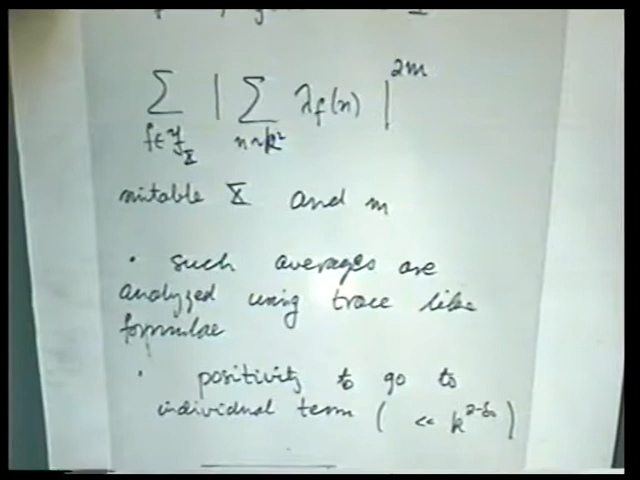 ∑_{f∈𝓕_X} | ∑_{n∼k²} λ_f(n) |^{2m}
suitable X and m
• such averages are
analyzed using trace like
formulae
• positivity to go to
individual term ( << k^{2-δ₀} )